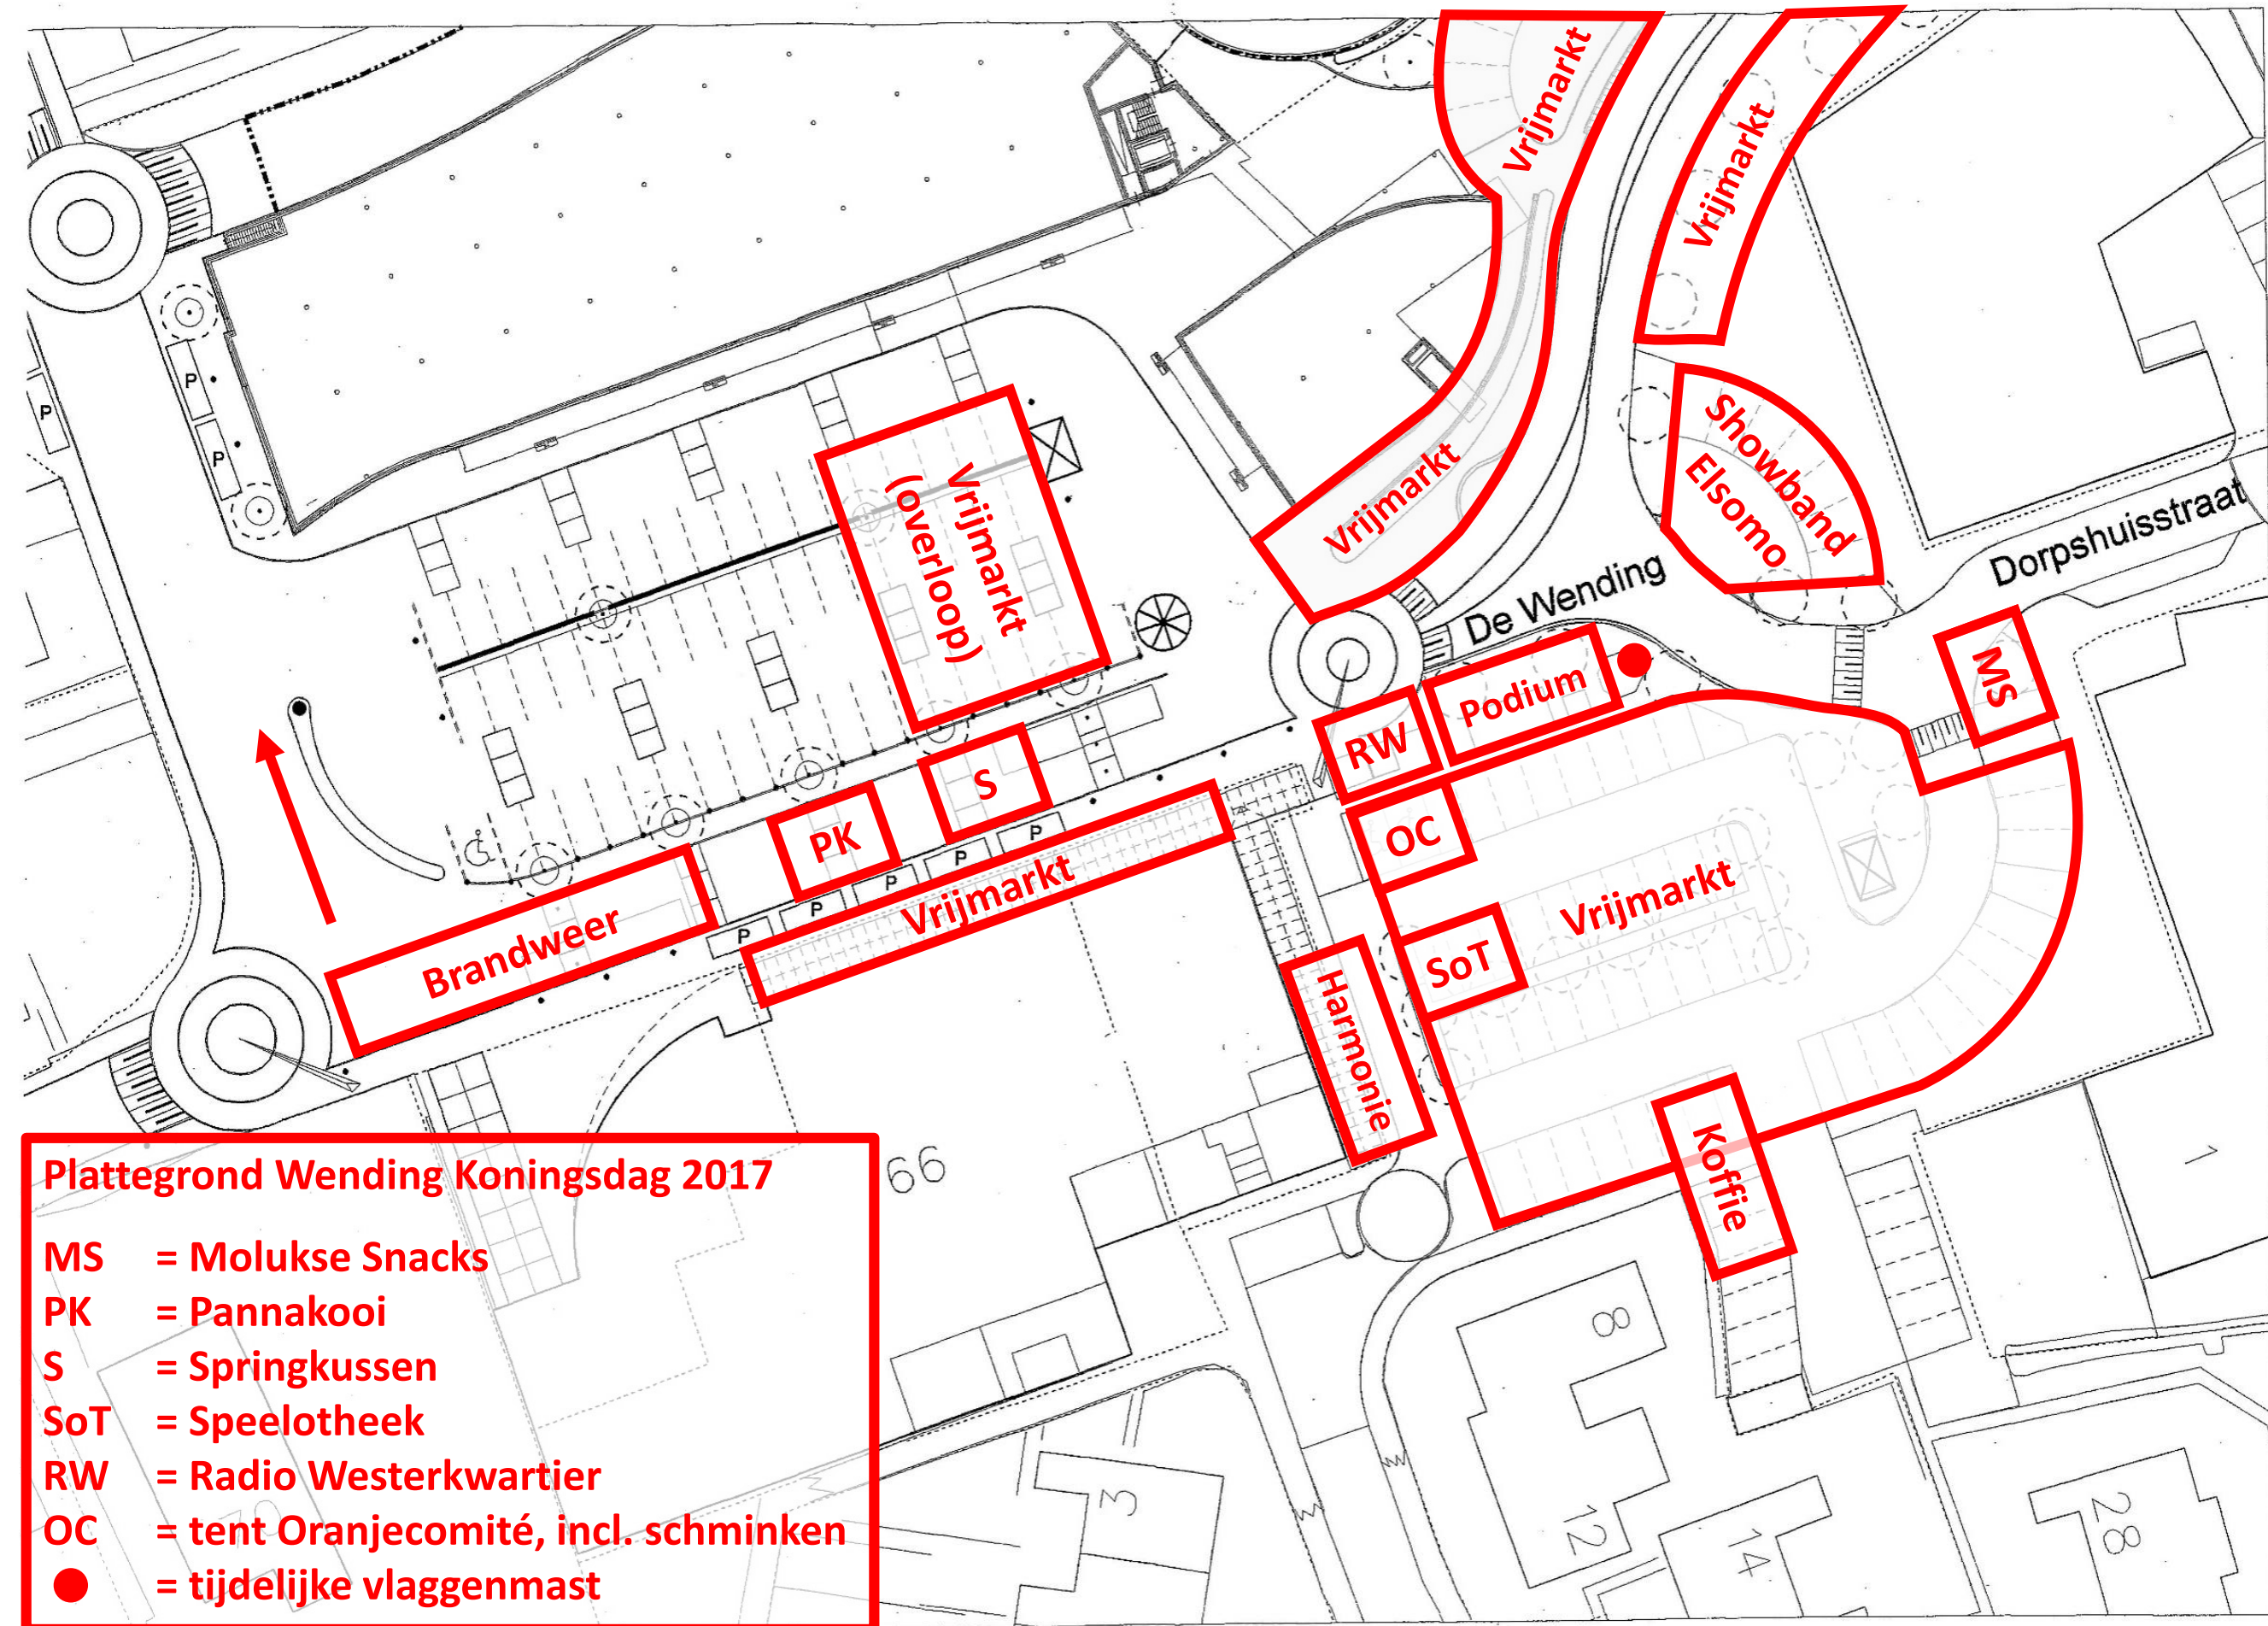 Vrijmarkt
Vrijmarkt
Showband
Elsomo
Vrijmarkt
Vrijmarkt
(overloop)
P
P
P
De Wending
Dorpshuisstraat
MS
Podium
RW
S
PK
OC
P
P
P
P
P
Vrijmarkt
Vrijmarkt
Brandweer
SoT
Harmonie
Koffie
66
1
8
12
14
28
3
Plattegrond Wending Koningsdag 2017
MS = Molukse Snacks
PK = Pannakooi
S = Springkussen
SoT = Speelotheek
RW = Radio Westerkwartier
OC = tent Oranjecomité, incl. schminken
= tijdelijke vlaggenmast